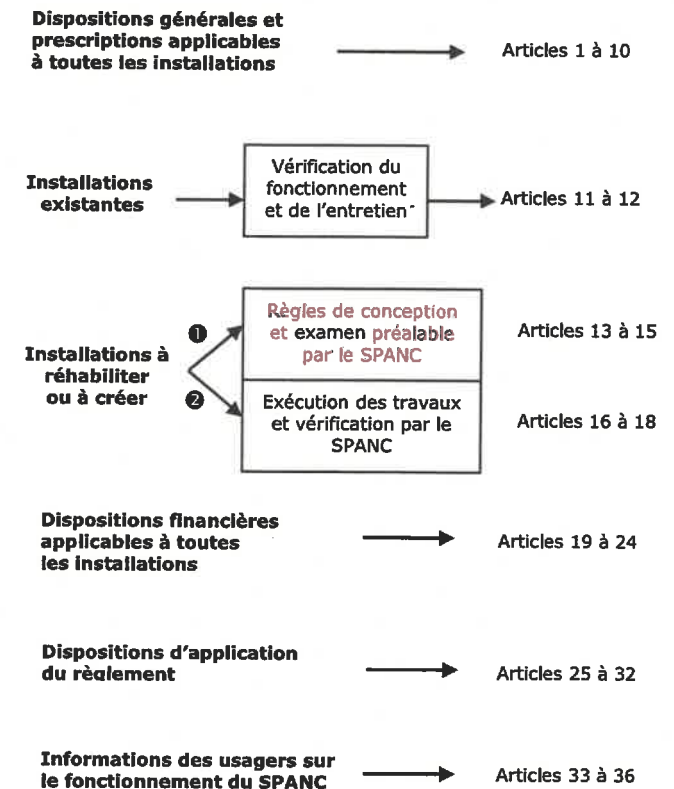 Dispositions générales et
prescriptions applicables
à toutes les installations
Articles 1 à 10
Installations
existantes
Vérification du
fonctionnement
et de l'entretien
Articles 11 à 12
Installations à
réhabiliter
ou à créer
❶
Règles de conception
et examen préalable
par le SPANC
Articles 13 à 15
❷
Exécution des travaux
et vérification par le
SPANC
Articles 16 à 18
Dispositions financières
applicables à toutes
les installations
Articles 19 à 24
Dispositions d'application
du règlement
Articles 25 à 32
Informations des usagers sur
le fonctionnement du SPANC
Articles 33 à 36